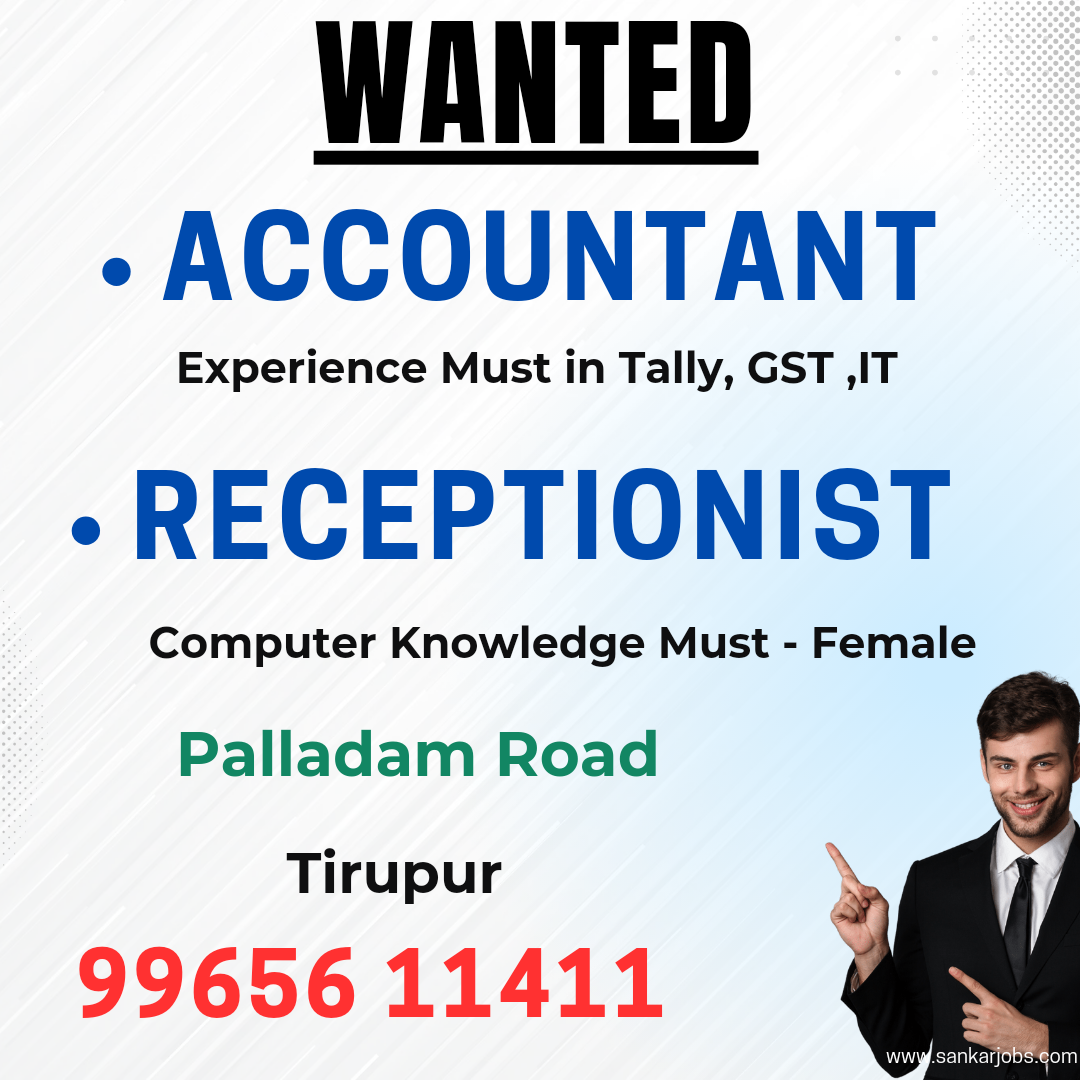 WANTED
• ACCOUNTANT
Experience Must in Tally, GST ,IT
• RECEPTIONIST
Computer Knowledge Must - Female
Palladam Road
Tirupur
99656 11411
www.sankarjobs.com